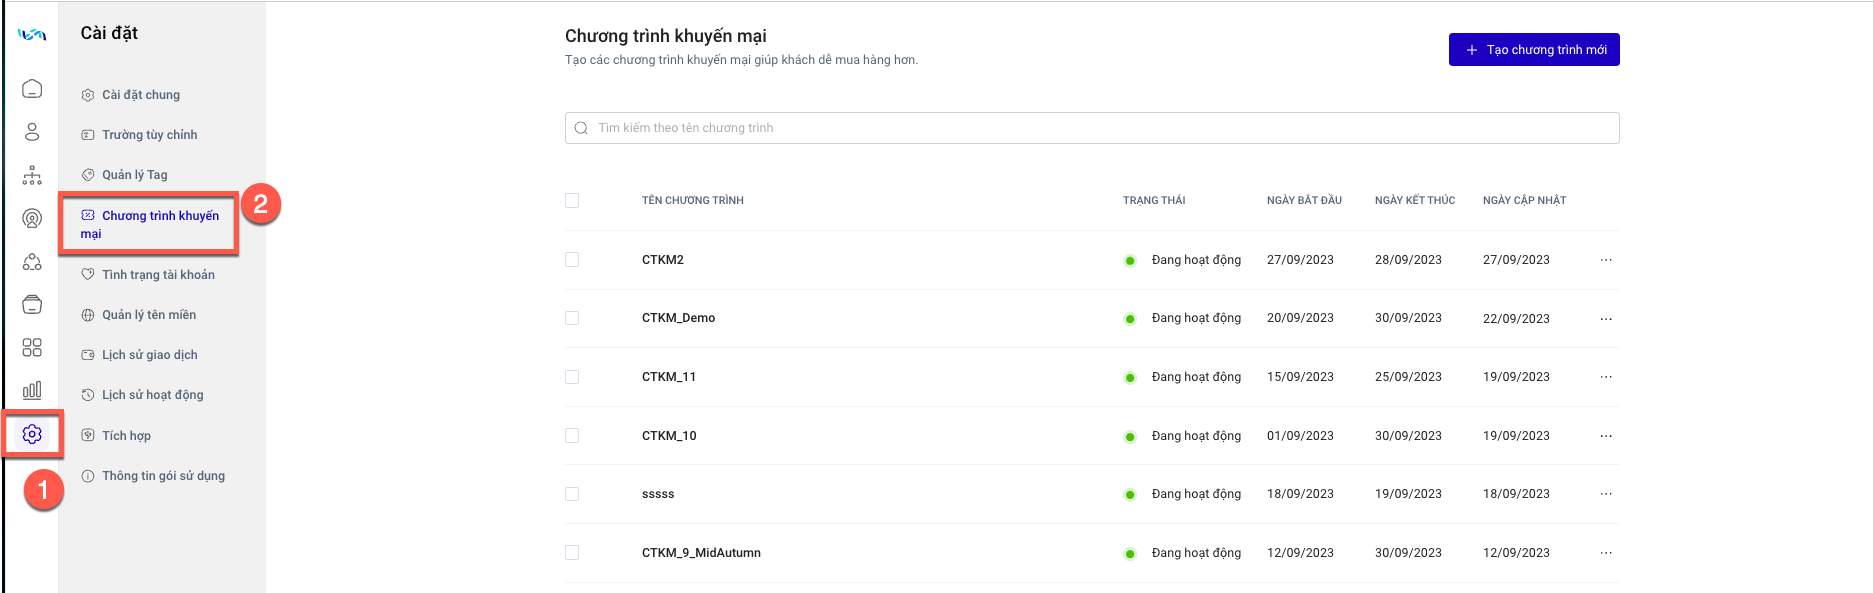 Cài đặt
Cài đặt chung
Trường tùy chỉnh
Quản lý Tag
Chương trình khuyến
mại
2
Tình trạng tài khoản
Quản lý tên miền
Lịch sử giao dịch
Lịch sử hoạt động
Tích hợp
Thông tin gói sử dụng
1
Chương trình khuyến mại
Tạo các chương trình khuyến mại giúp khách dễ mua hàng hơn.
+ Tạo chương trình mới
Tìm kiếm theo tên chương trình
TÊN CHƯƠNG TRÌNH TRẠNG THÁI NGÀY BẮT ĐẦU NGÀY KẾT THÚC NGÀY CẬP NHẬT
CTKM2 Đang hoạt động 27/09/2023 28/09/2023 27/09/2023 ...
CTKM_Demo Đang hoạt động 20/09/2023 30/09/2023 22/09/2023 ...
CTKM_11 Đang hoạt động 15/09/2023 25/09/2023 19/09/2023 ...
CTKM_10 Đang hoạt động 01/09/2023 30/09/2023 19/09/2023 ...
sssss Đang hoạt động 18/09/2023 19/09/2023 18/09/2023 ...
CTKM_9_MidAutumn Đang hoạt động 12/09/2023 30/09/2023 12/09/2023 ...